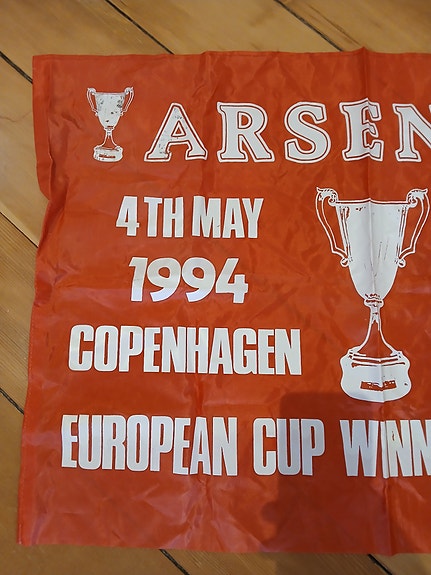 ARSEN
4TH MAY
1994
COPENHAGEN
EUROPEAN CUP WINN